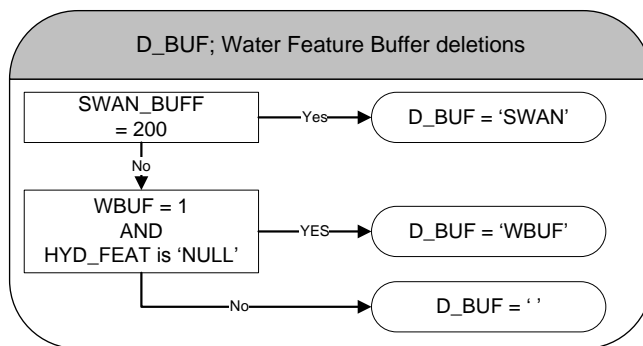 D_BUF; Water Feature Buffer deletions
SWAN_BUFF
= 200
Yes
D_BUF = ‘SWAN’
No
WBUF = 1
AND
HYD_FEAT is ‘NULL’
YES
D_BUF = ‘WBUF’
No
D_BUF = ‘ ’